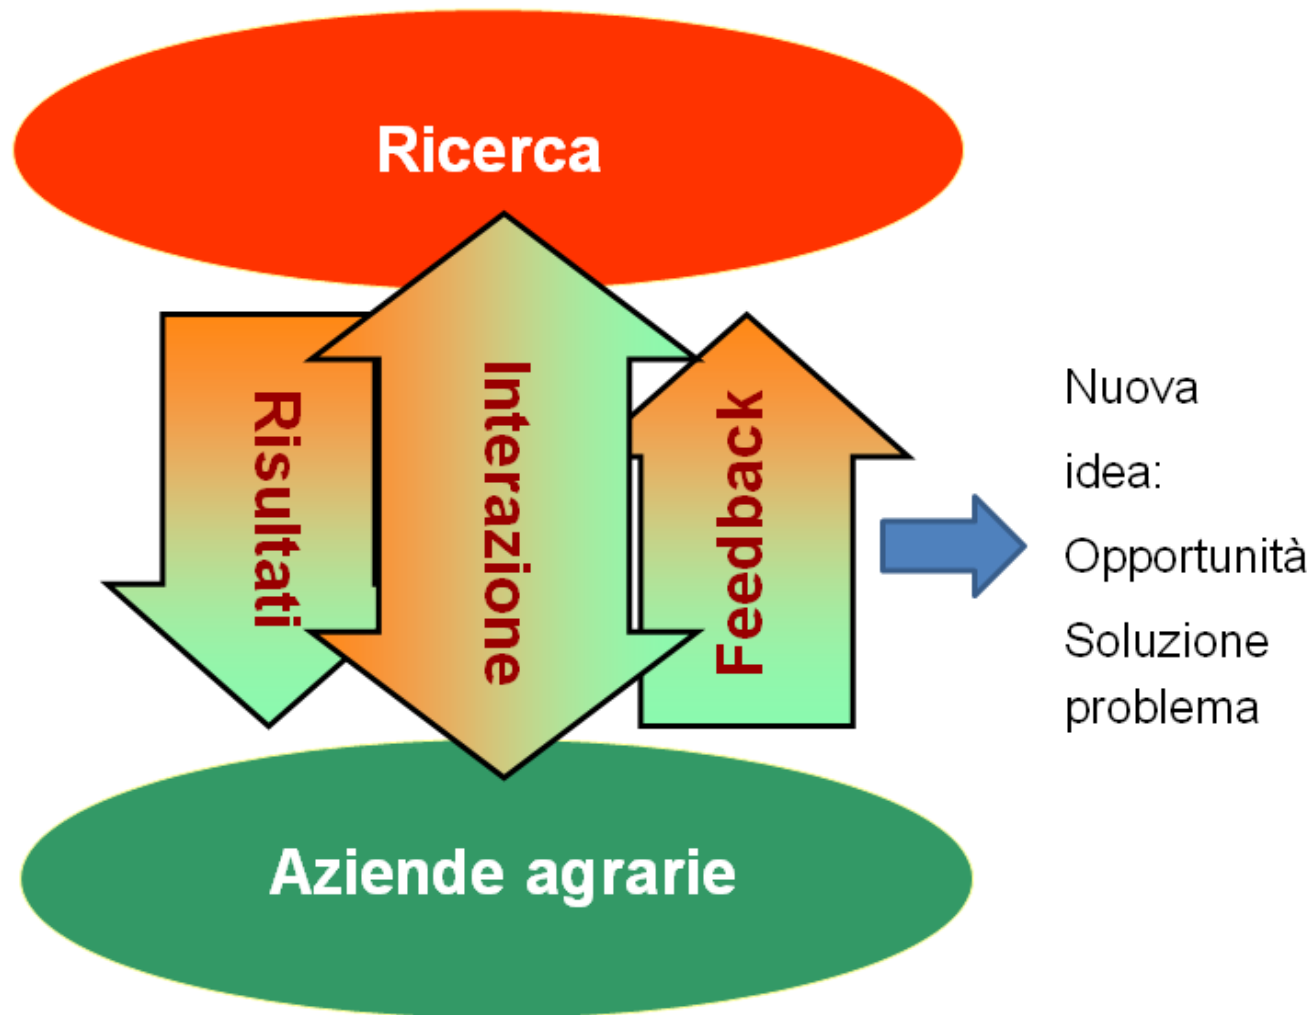 Ricerca
Risultati
Interazione
Feedback
Nuova
idea:
Opportunità
Soluzione
problema
Aziende agrarie